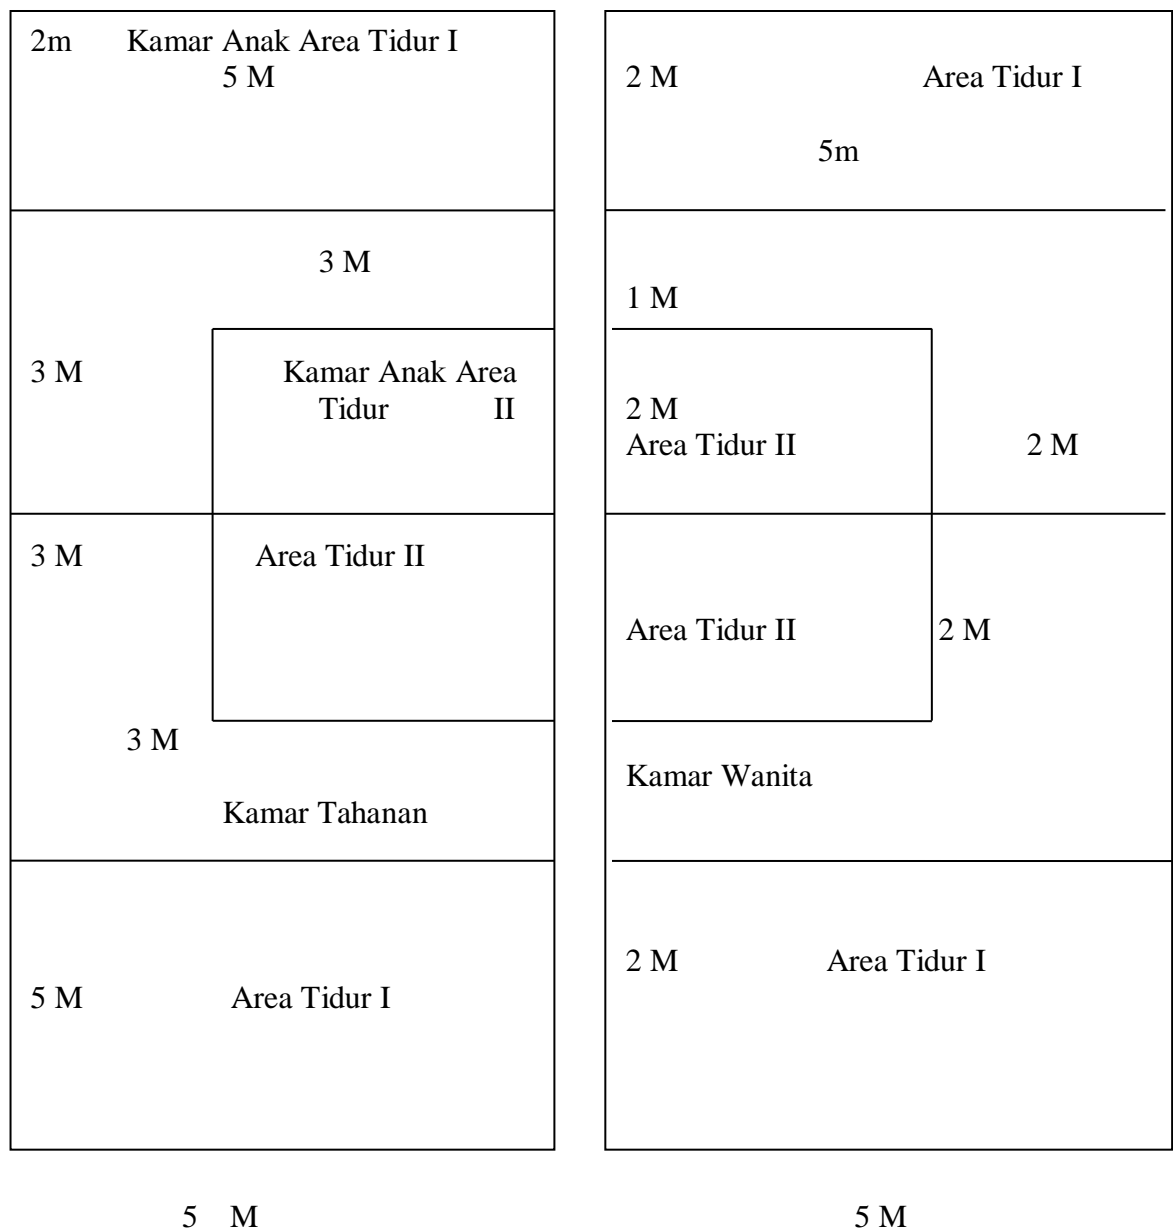 2m Kamar Anak Area Tidur I
5 M
3 M
3 M Kamar Anak Area
Tidur II
3 M Area Tidur II
3 M
Kamar Tahanan
5 M Area Tidur I
5 M
2 M Area Tidur I
5m
1 M
2 M
Area Tidur II 2 M
Area Tidur II 2 M
Kamar Wanita
2 M Area Tidur I
5 M